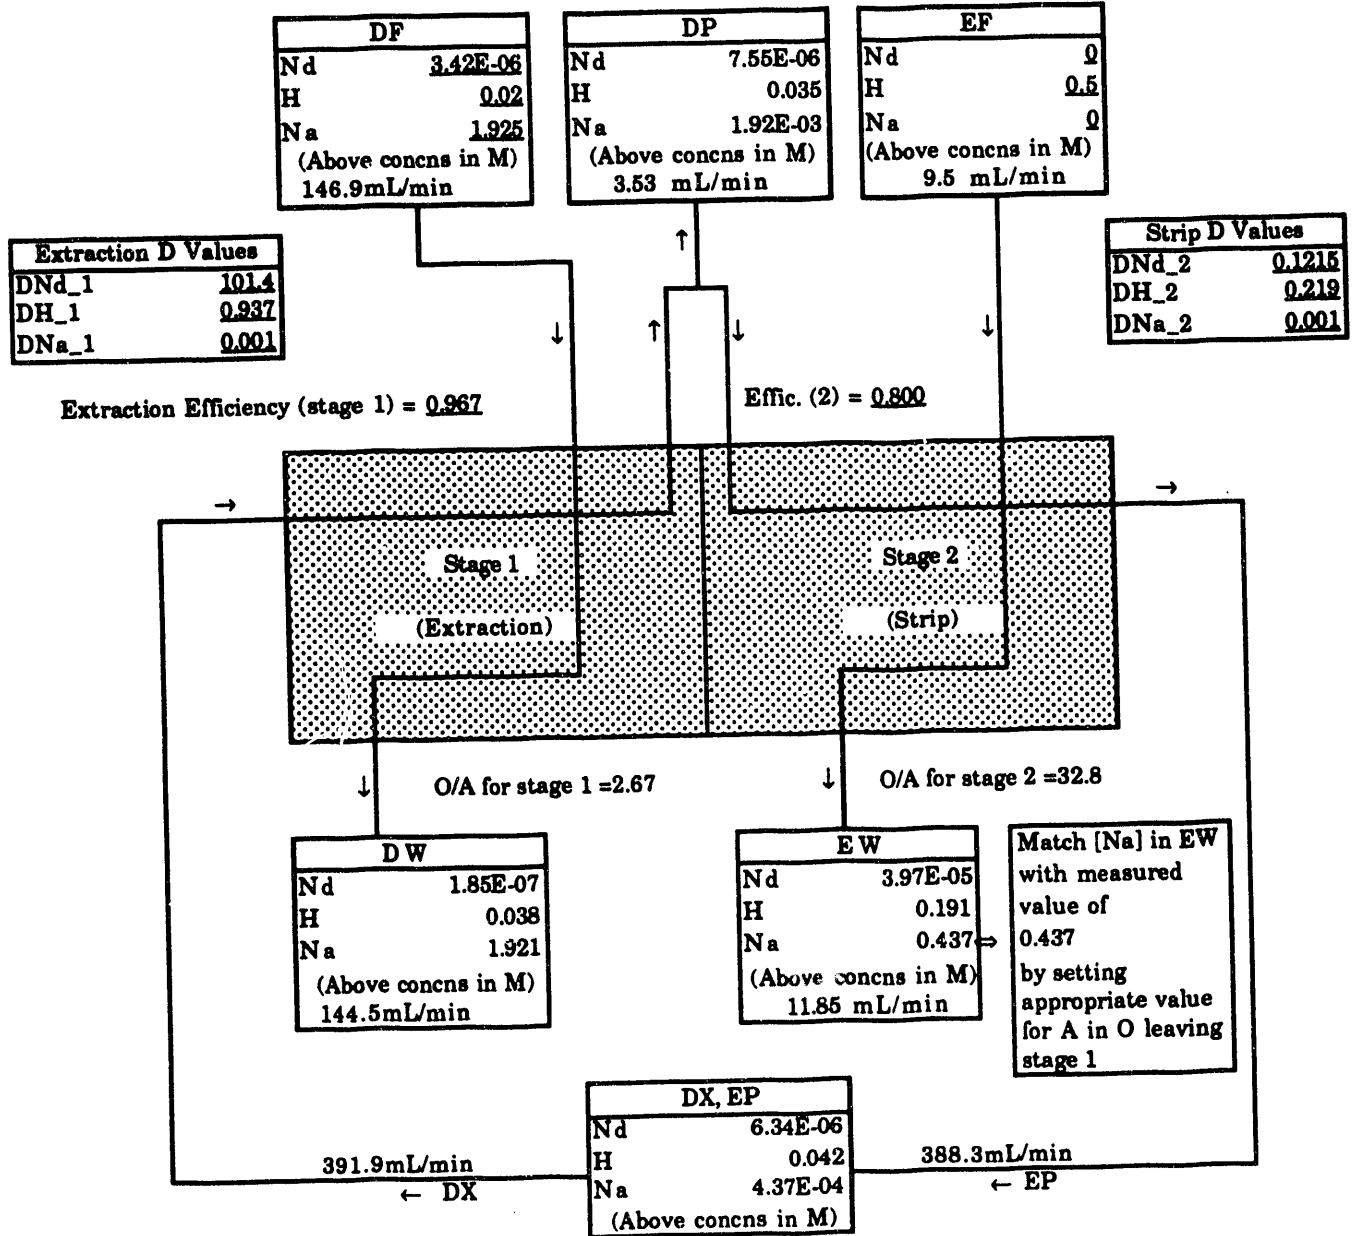 DF
Nd 3.42E-06
H 0.02
Na 1.925
(Above concns in M)
146.9mL/min
DP
Nd 7.55E-06
H 0.035
Na 1.92E-03
(Above concns in M)
3.53 mL/min
EF
Nd 0
H 0.5
Na 0
(Above concns in M)
9.5 mL/min
Extraction D Values
DNd_1 101.4
DH_1 0.937
DNa_1 0.001
Strip D Values
DNd_2 0.1215
DH_2 0.219
DNa_2 0.001
↓
↑
↑
↓
↓
Extraction Efficiency (stage 1) = 0.967
Effic. (2) = 0.800
→
→
Stage 1
(Extraction)
Stage 2
(Strip)
↓
O/A for stage 1 =2.67
↓
O/A for stage 2 =32.8
DW
Nd 1.85E-07
H 0.038
Na 1.921
(Above concns in M)
144.5mL/min
EW
Nd 3.97E-05
H 0.191
Na 0.437⇔
(Above concns in M)
11.85 mL/min
Match [Na] in EW
with measured
value of
0.437
by setting
appropriate value
for A in O leaving
stage 1
DX, EP
Nd 6.34E-06
H 0.042
Na 4.37E-04
(Above concns in M)
391.9mL/min
← DX
388.3mL/min
← EP